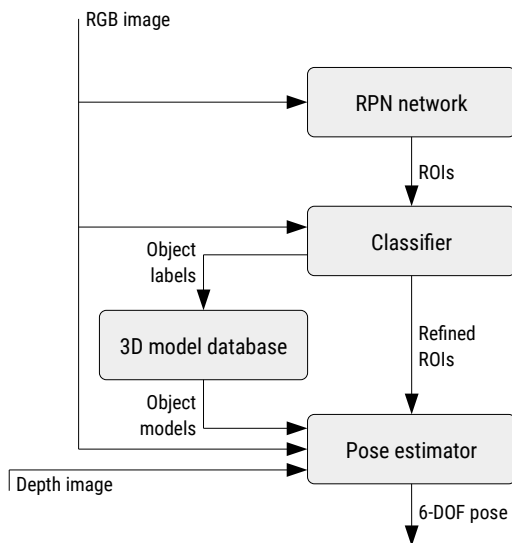 RGB image
RPN network
ROIs
Classifier
Object
labels
3D model database
Refined
ROIs
Object
models
Pose estimator
Depth image
6-DOF pose